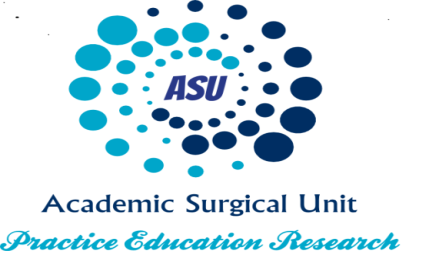 ASU
Academic Surgical Unit
Practice Education Research